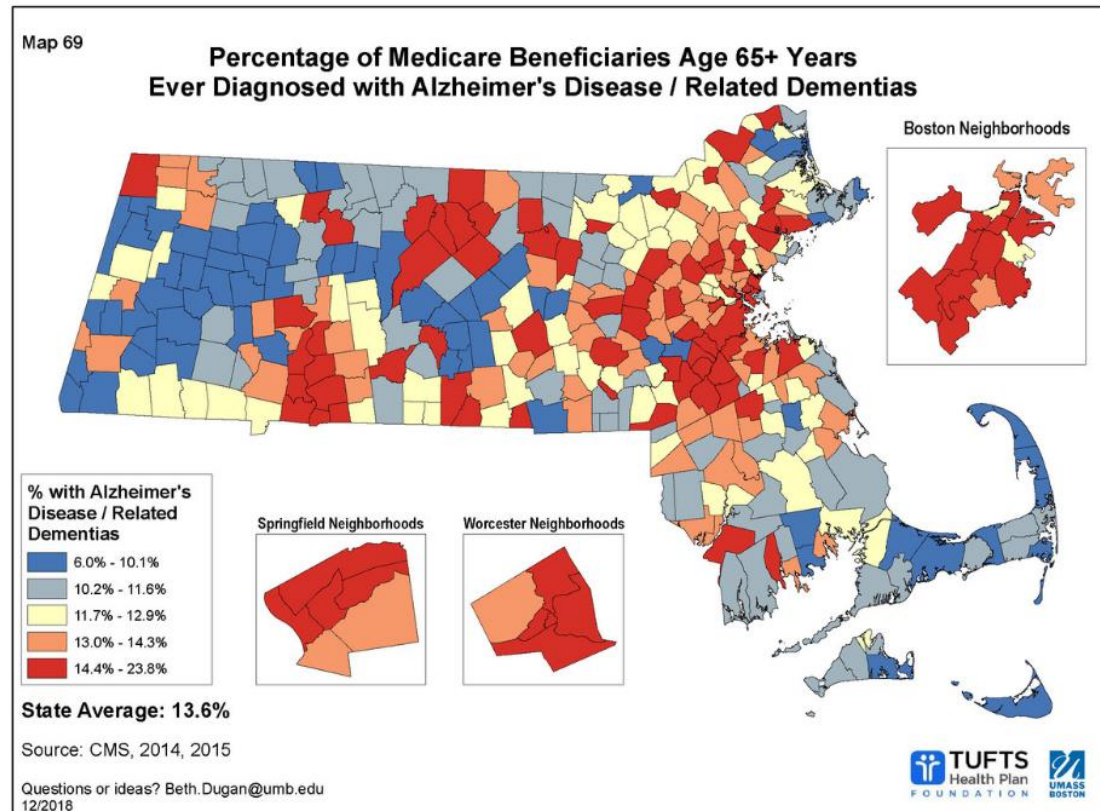 Map 69
Percentage of Medicare Beneficiaries Age 65+ Years
Ever Diagnosed with Alzheimer's Disease / Related Dementias
Boston Neighborhoods
% with Alzheimer's
Disease / Related
Dementias
6.0% - 10.1%
10.2% - 11.6%
11.7% - 12.9%
13.0% - 14.3%
14.4% - 23.8%
Springfield Neighborhoods
Worcester Neighborhoods
State Average: 13.6%
Source: CMS, 2014, 2015
Questions or ideas? Beth.Dugan@umb.edu
12/2018
TUFTS
Health Plan
FOUNDATION
UMASS
BOSTON